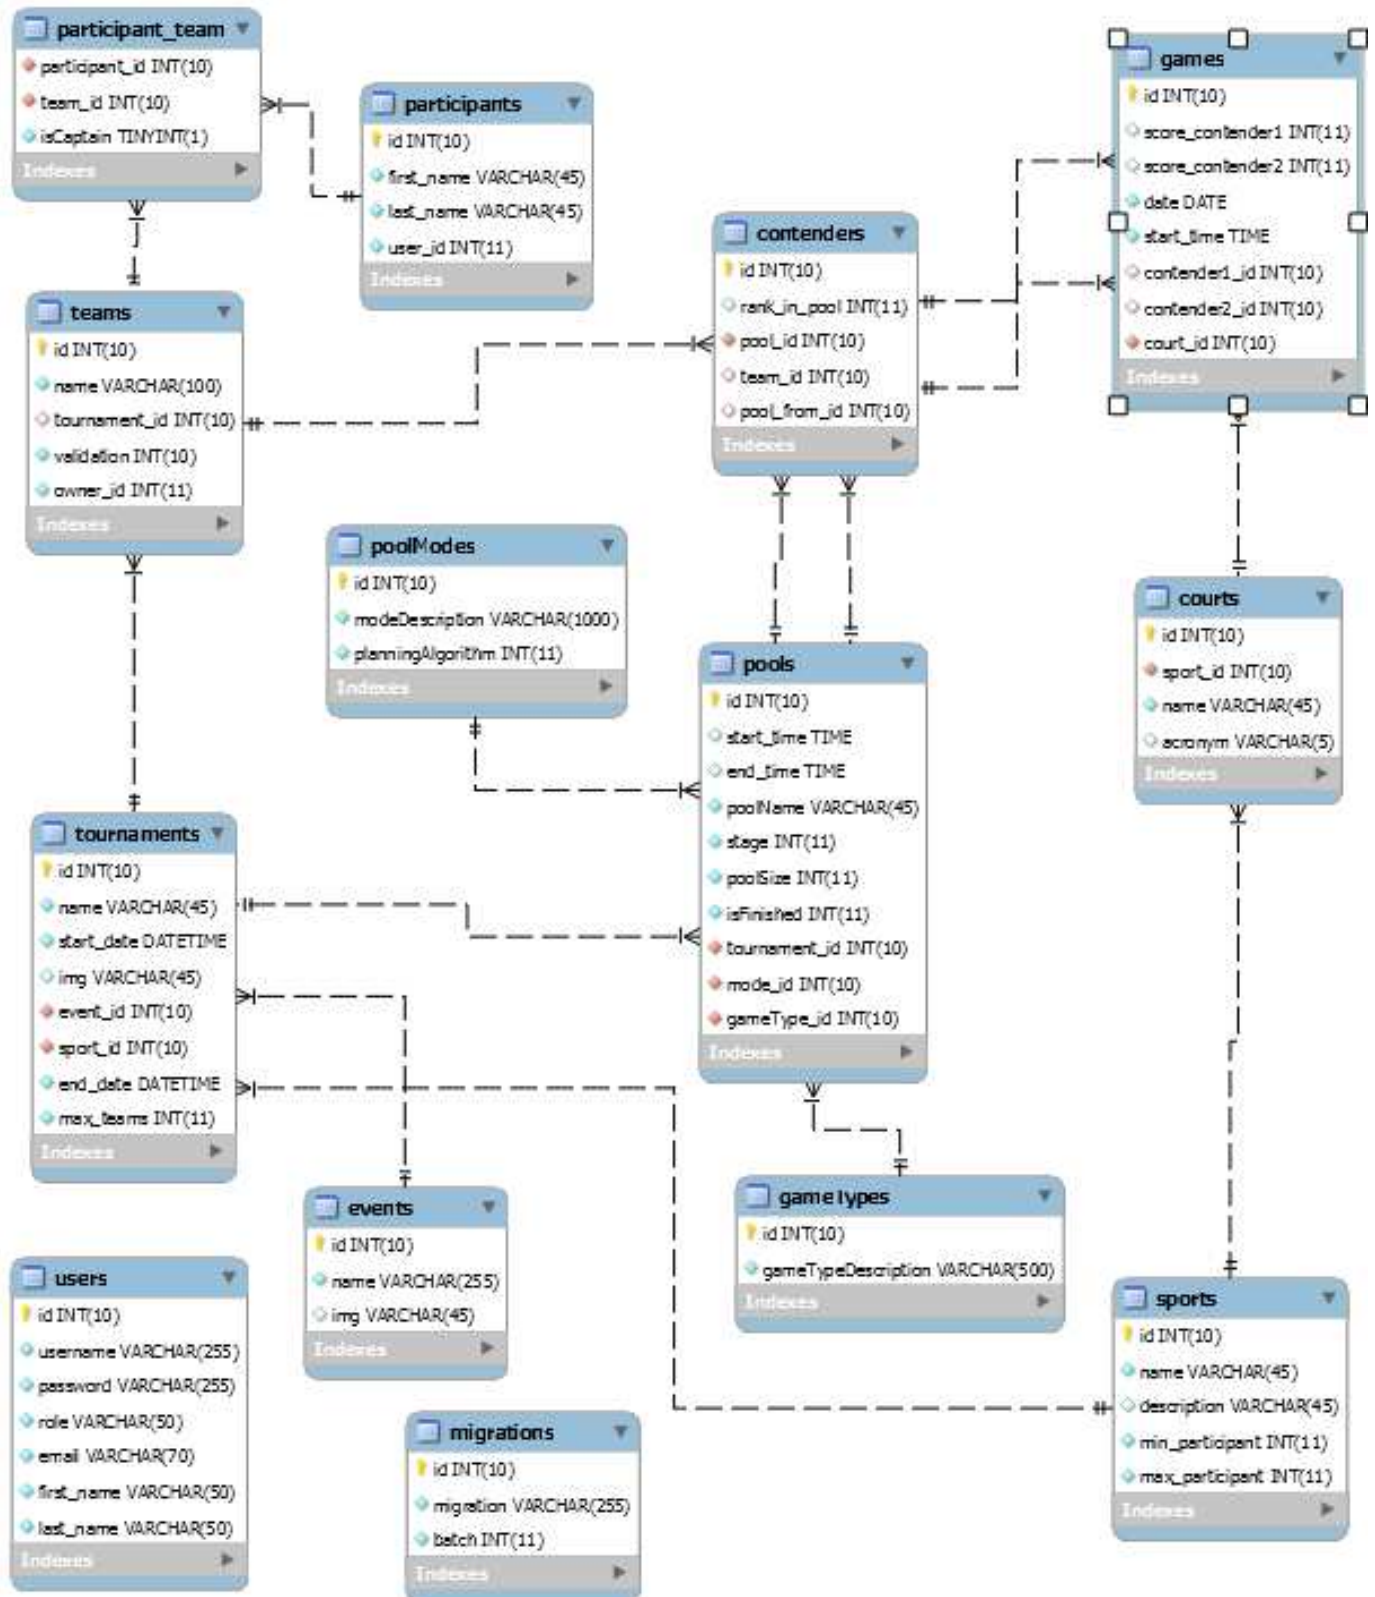 participant_team
participant_id INT(10)
team_id INT(10)
isCaptain TINYINT(1)
Indexes
participants
id INT(10)
first_name VARCHAR(45)
last_name VARCHAR(45)
user_id INT(11)
Indexes
games
id INT(10)
score_contender1 INT(11)
score_contender2 INT(11)
date DATE
start_time TIME
contender1_id INT(10)
contender2_id INT(10)
court_id INT(10)
Indexes
contenders
id INT(10)
rank_in_pool INT(11)
pool_id INT(10)
team_id INT(10)
pool_from_id INT(10)
Indexes
teams
id INT(10)
name VARCHAR(100)
tournament_id INT(10)
validation INT(10)
owner_id INT(11)
Indexes
poolModes
id INT(10)
modeDescription VARCHAR(1000)
planningAlgorithm INT(11)
Indexes
courts
id INT(10)
sport_id INT(10)
name VARCHAR(45)
acronym VARCHAR(5)
Indexes
pools
id INT(10)
start_time TIME
end_time TIME
poolName VARCHAR(45)
stage INT(11)
poolSize INT(11)
isFinished INT(11)
tournament_id INT(10)
mode_id INT(10)
gameType_id INT(10)
Indexes
tournaments
id INT(10)
name VARCHAR(45)
start_date DATETIME
img VARCHAR(45)
event_id INT(10)
sport_id INT(10)
end_date DATETIME
max_teams INT(11)
Indexes
events
id INT(10)
name VARCHAR(255)
img VARCHAR(45)
Indexes
gameTypes
id INT(10)
gameTypeDescription VARCHAR(500)
Indexes
users
id INT(10)
username VARCHAR(255)
password VARCHAR(255)
role VARCHAR(50)
email VARCHAR(70)
first_name VARCHAR(50)
last_name VARCHAR(50)
Indexes
sports
id INT(10)
name VARCHAR(45)
description VARCHAR(45)
min_participant INT(11)
max_participant INT(11)
Indexes
migrations
id INT(10)
migration VARCHAR(255)
batch INT(11)
Indexes